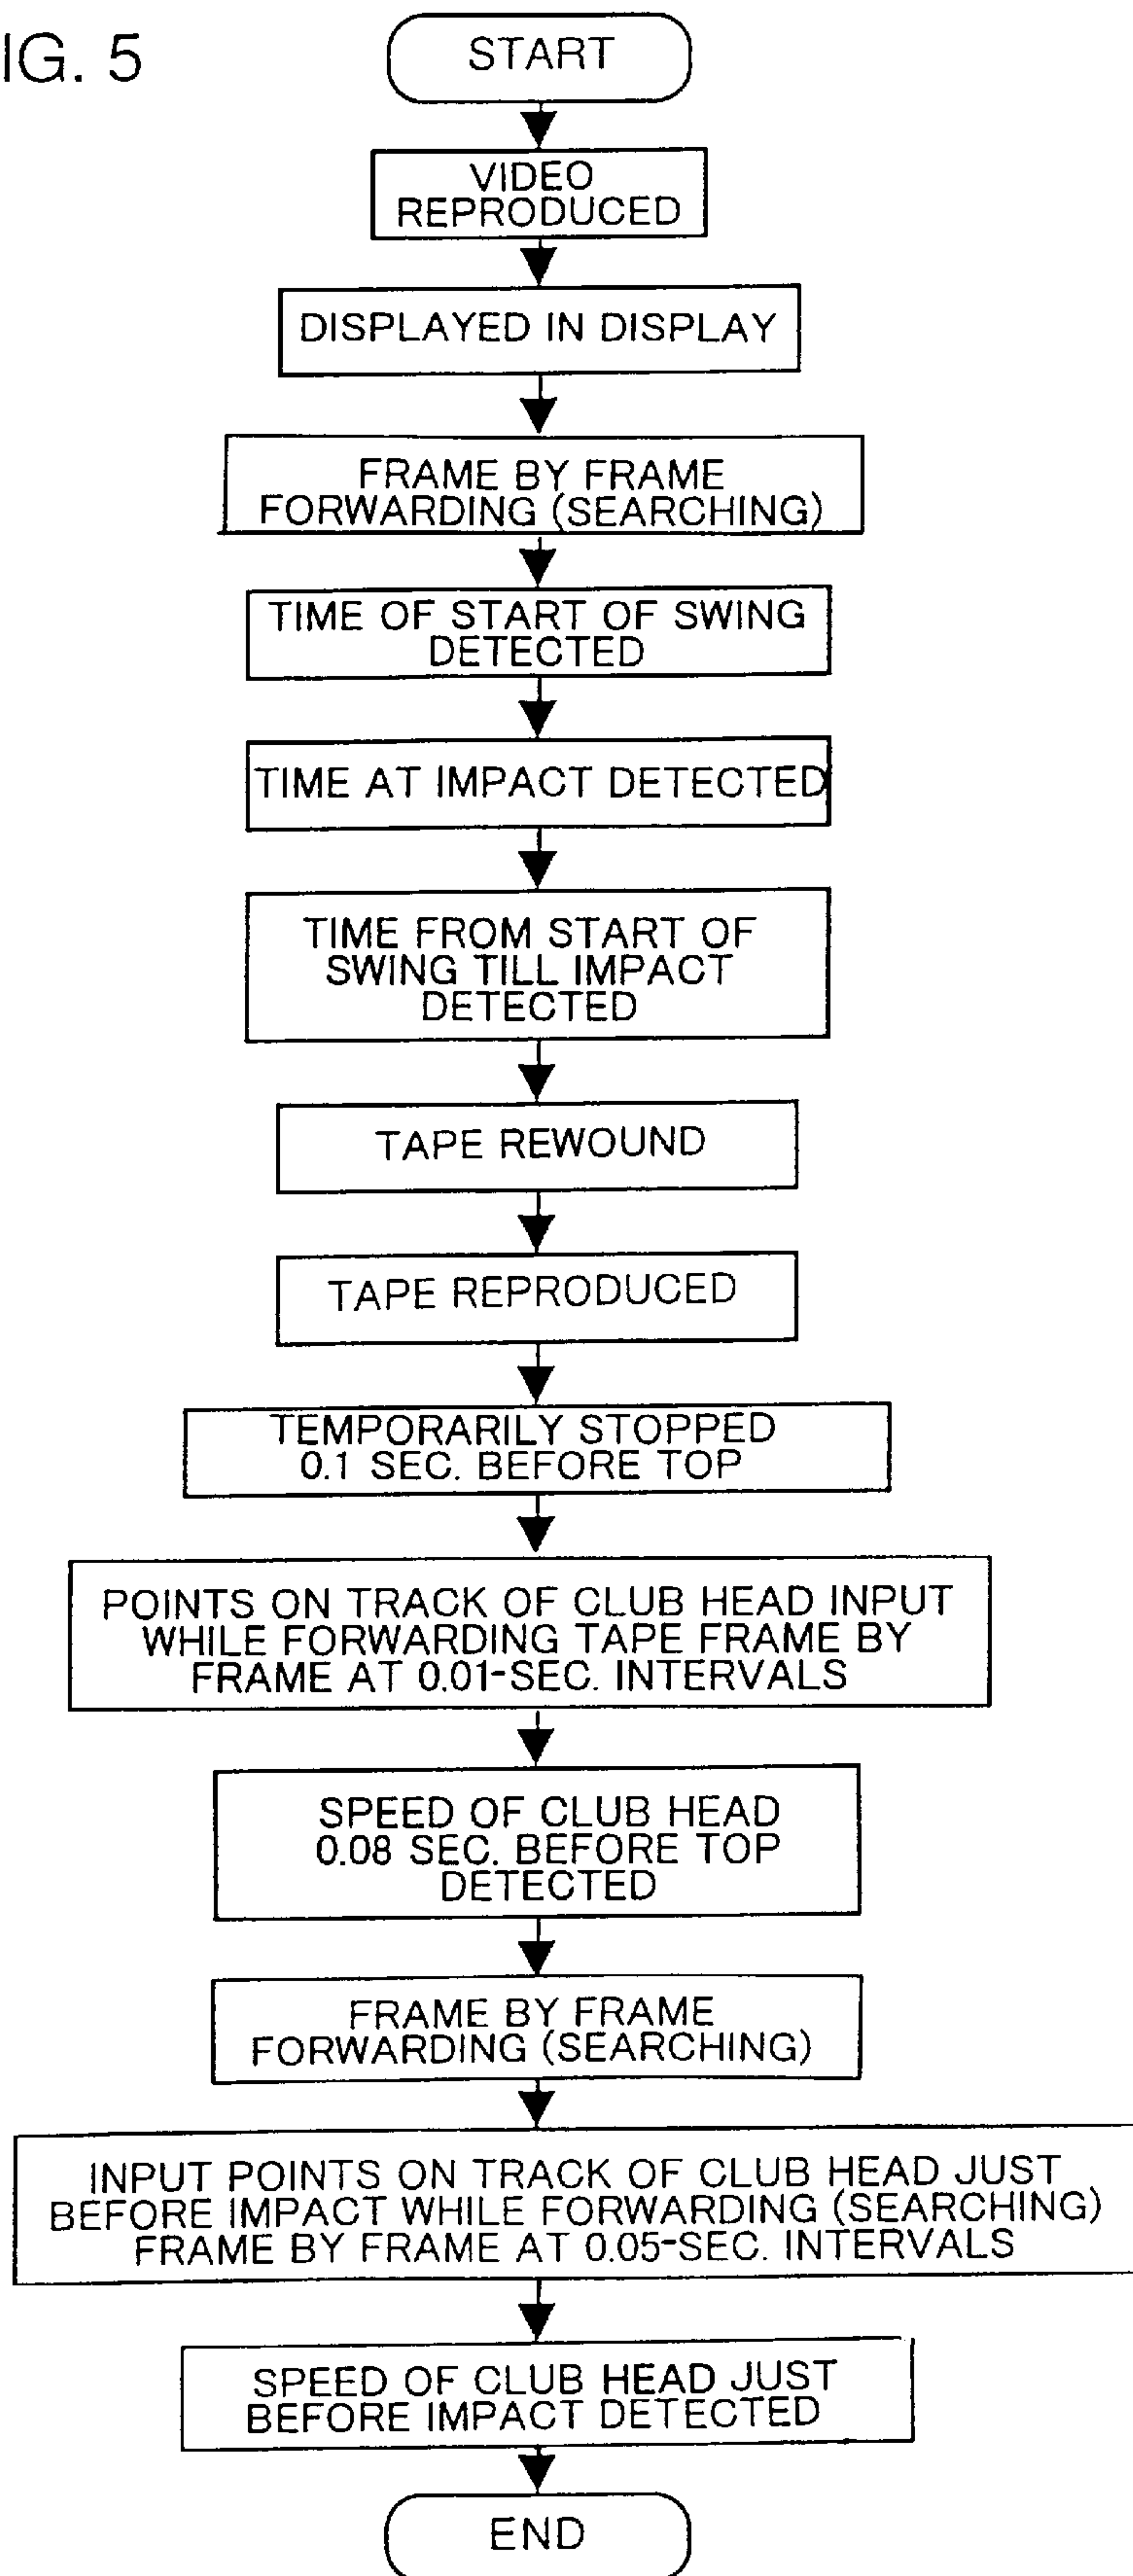 IG. 5
START
VIDEO
REPRODUCED
DISPLAYED IN DISPLAY
FRAME BY FRAME
FORWARDING (SEARCHING)
TIME OF START OF SWING
DETECTED
TIME AT IMPACT DETECTED
TIME FROM START OF
SWING TILL IMPACT
DETECTED
TAPE REWOUND
TAPE REPRODUCED
TEMPORARILY STOPPED
0.1 SEC. BEFORE TOP
POINTS ON TRACK OF CLUB HEAD INPUT
WHILE FORWARDING TAPE FRAME BY
FRAME AT 0.01-SEC. INTERVALS
SPEED OF CLUB HEAD
0.08 SEC. BEFORE TOP
DETECTED
FRAME BY FRAME
FORWARDING (SEARCHING)
INPUT POINTS ON TRACK OF CLUB HEAD JUST
BEFORE IMPACT WHILE FORWARDING (SEARCHING)
FRAME BY FRAME AT 0.05-SEC. INTERVALS
SPEED OF CLUB HEAD JUST
BEFORE IMPACT DETECTED
END